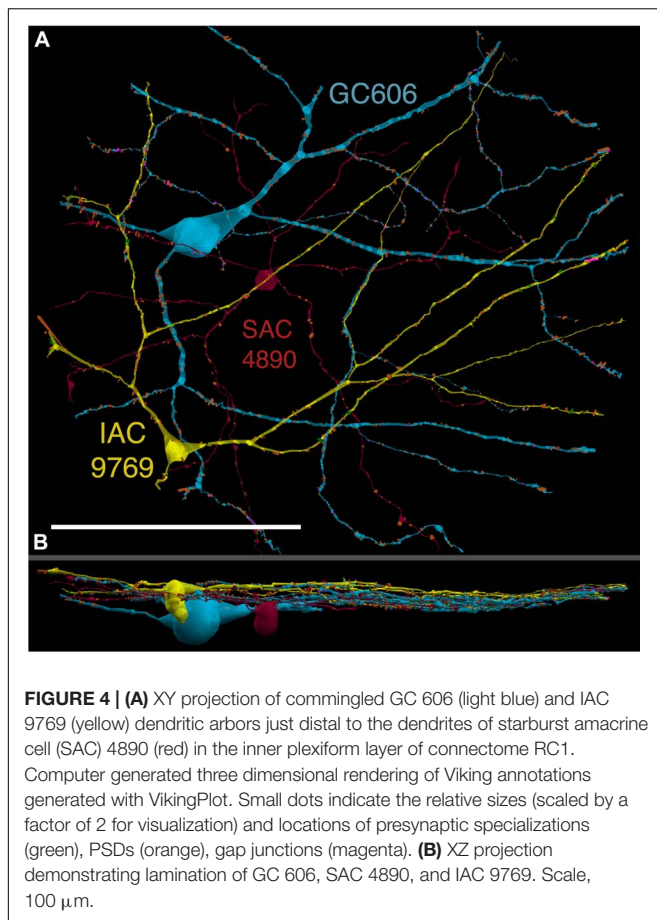 A
GC606
SAC
4890
IAC
9769
B
FIGURE 4 | (A) XY projection of commingled GC 606 (light blue) and IAC
9769 (yellow) dendritic arbors just distal to the dendrites of starburst amacrine
cell (SAC) 4890 (red) in the inner plexiform layer of connectome RC1.
Computer generated three dimensional rendering of Viking annotations
generated with VikingPlot. Small dots indicate the relative sizes (scaled by a
factor of 2 for visualization) and locations of presynaptic specializations
(green), PSDs (orange), gap junctions (magenta). (B) XZ projection
demonstrating lamination of GC 606, SAC 4890, and IAC 9769. Scale,
100 μm.